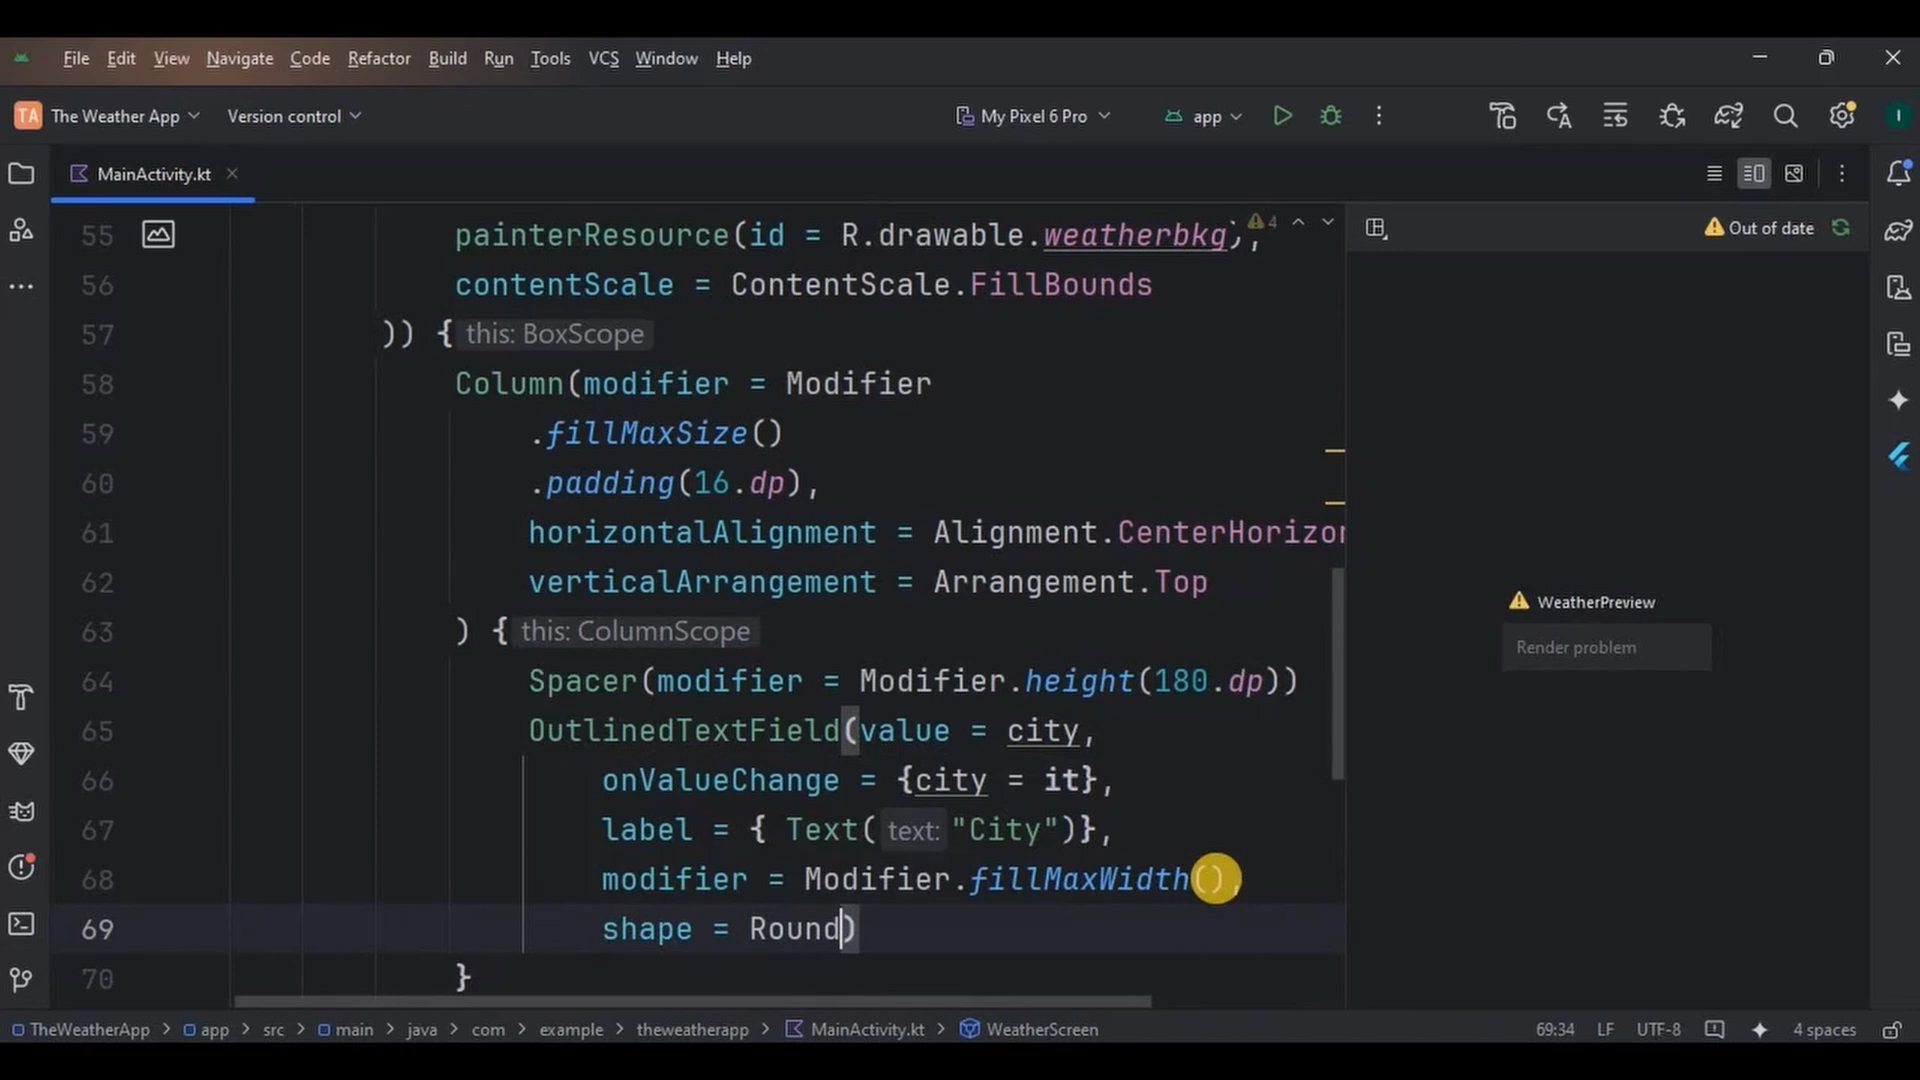 File Edit View Navigate Code Refactor Build Run Tools VCS Window Help
TA The Weather App Version control My Pixel 6 Pro app I
MainActivity.kt
55 painterResource(id = R.drawable.weatherbkg), 4
56 contentScale = ContentScale.FillBounds
57 )) { this: BoxScope
58 Column(modifier = Modifier
59 .fillMaxSize()
60 .padding(16.dp),
61 horizontalAlignment = Alignment.CenterHorizon
62 verticalArrangement = Arrangement.Top
63 ) { this: ColumnScope
64 Spacer(modifier = Modifier.height(180.dp))
65 OutlinedTextField(value = city,
66 onValueChange = {city = it},
67 label = { Text( text: "City")},
68 modifier = Modifier.fillMaxWidth(),
69 shape = Round)
70 }
Out of date
WeatherPreview
Render problem
TheWeatherApp > app > src > main > java > com > example > theweatherapp > MainActivity.kt > WeatherScreen 69:34 LF UTF-8 4 spaces